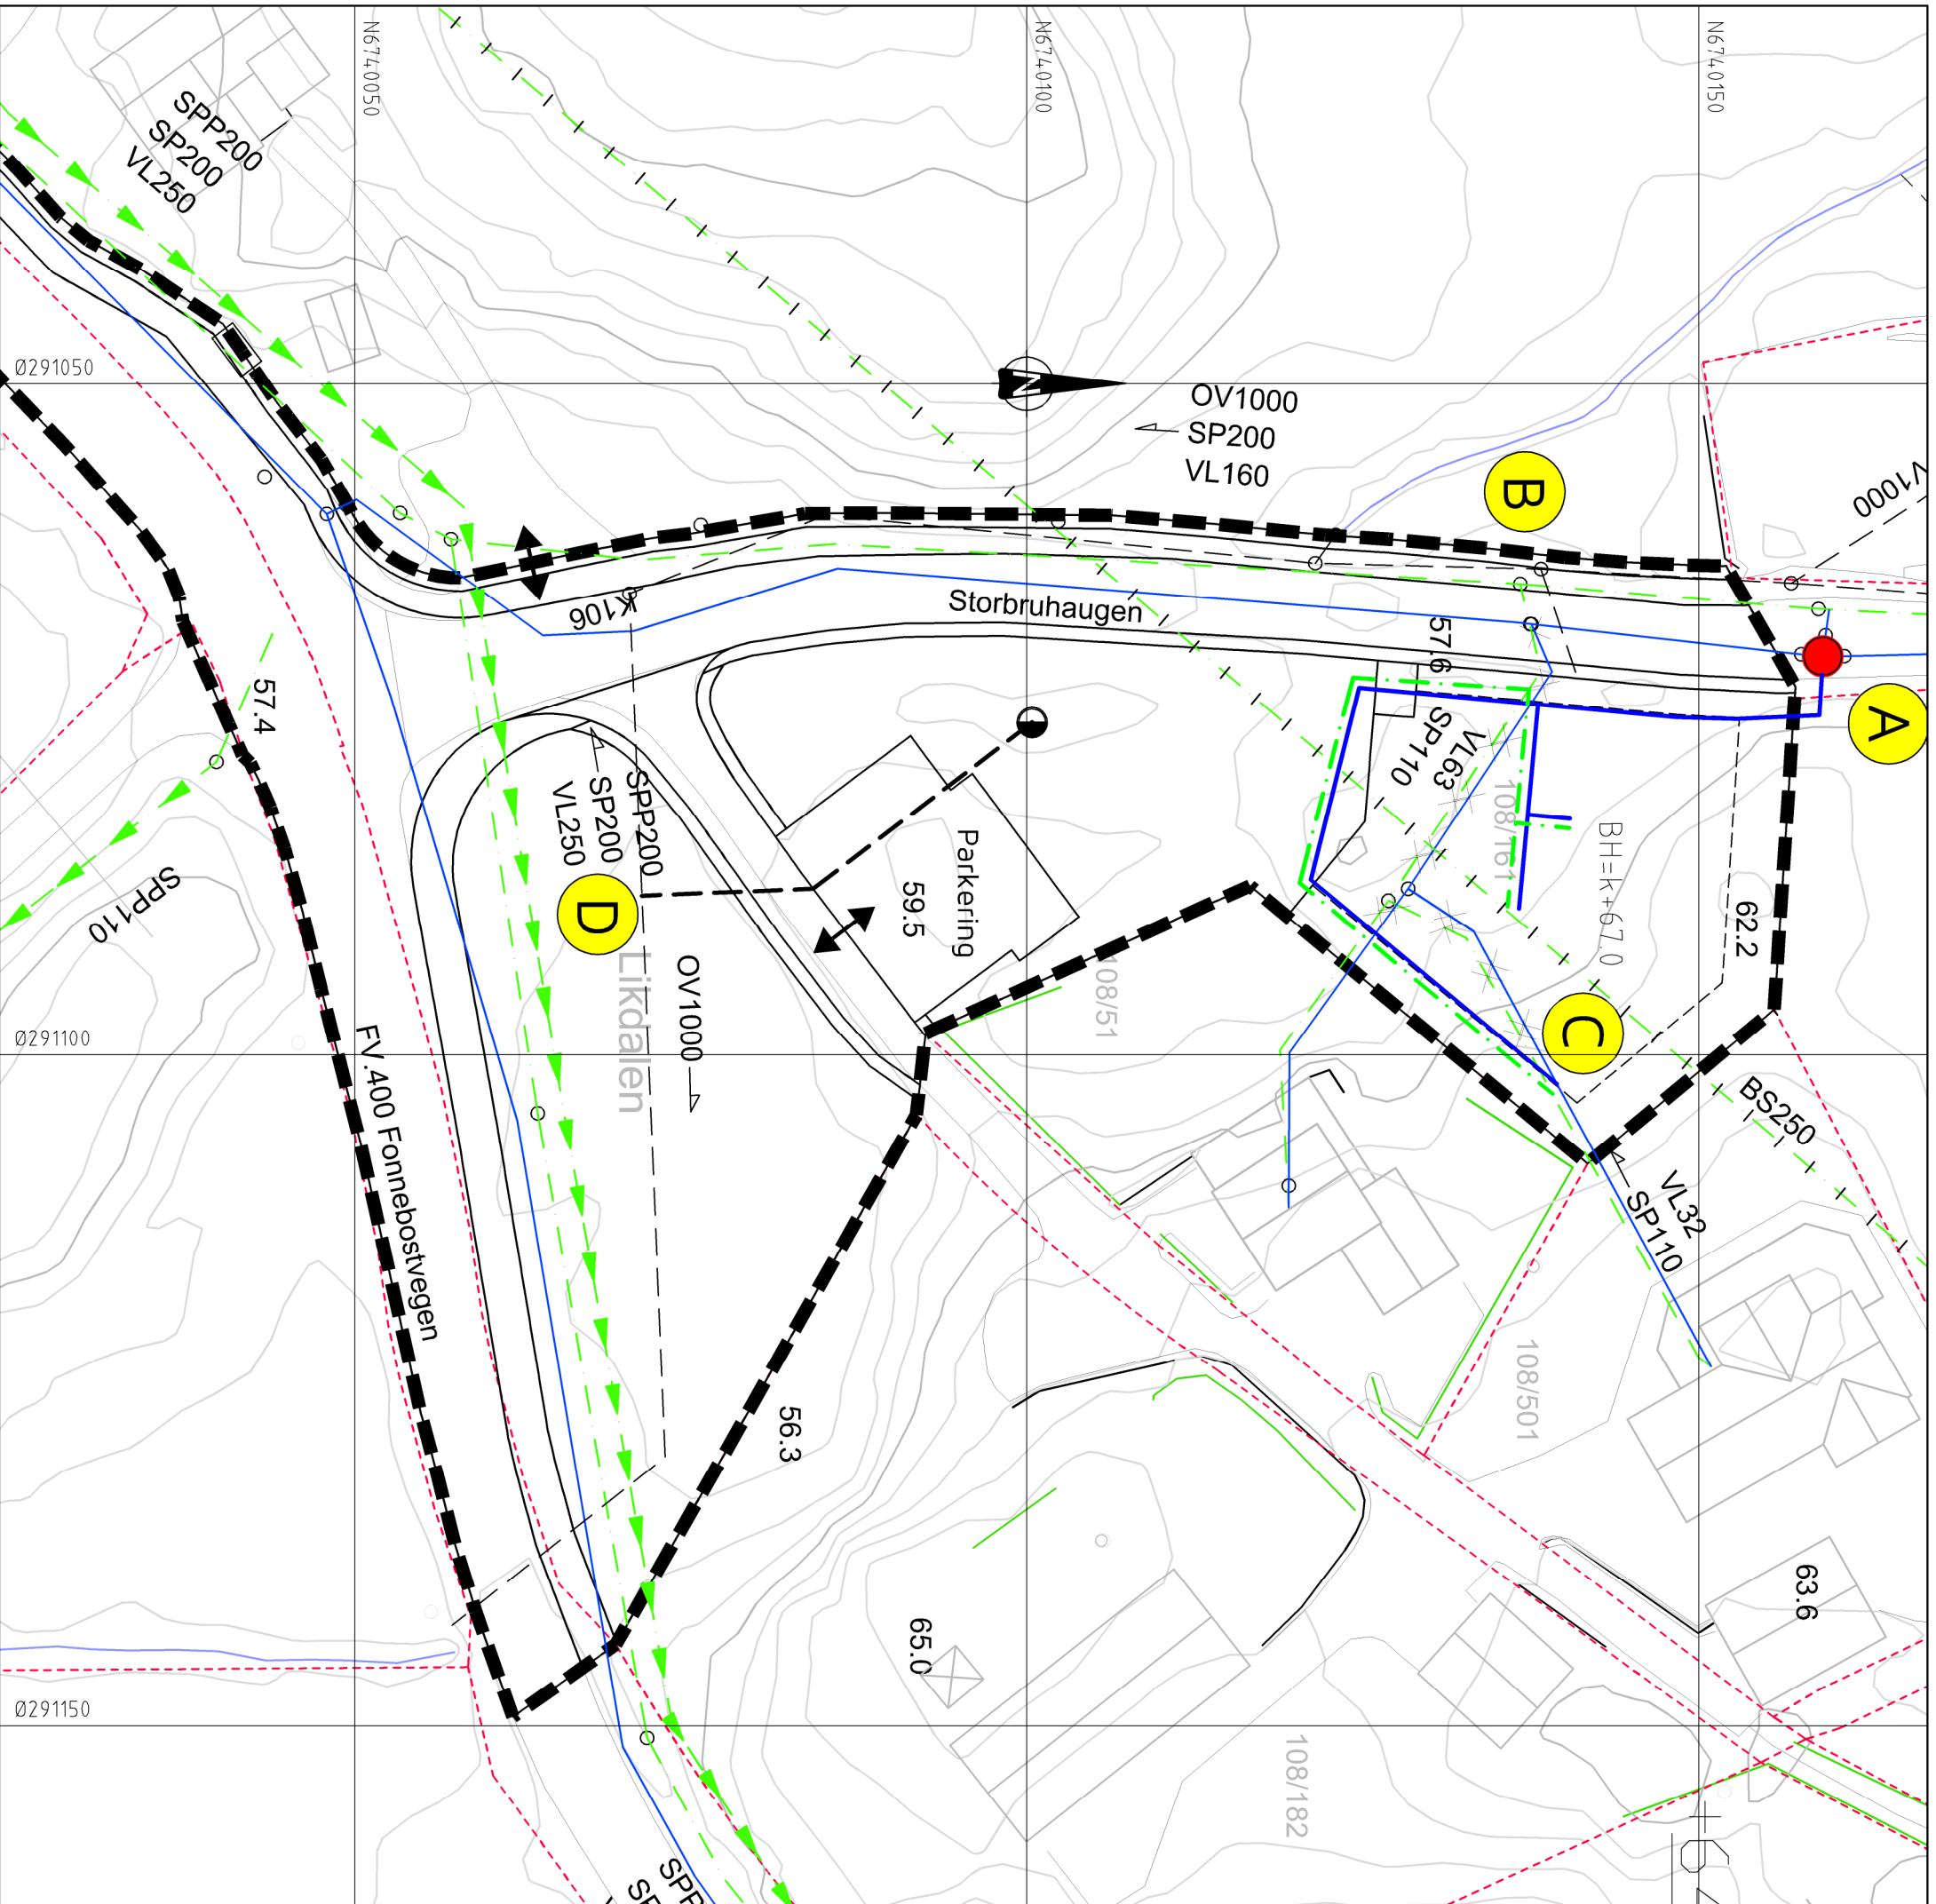 N6740050
N6740100
N6740150
SPP200
SP200
VL250
Ø291050
OV1000
SP200
VL160
V1000
B
A
K106
Storbruhaugen
57.6
57.4
VL63
SP110
108/161
BH=k+67.0
62.2
SPP200
SP200
VL250
Parkering
59.5
SPP110
D
OV1000
Likdalen
108/51
C
Ø291100
FV.400 Fonnebostvegen
BS250
VL32
SP110
108/501
56.3
63.6
65.0
Ø291150
108/182